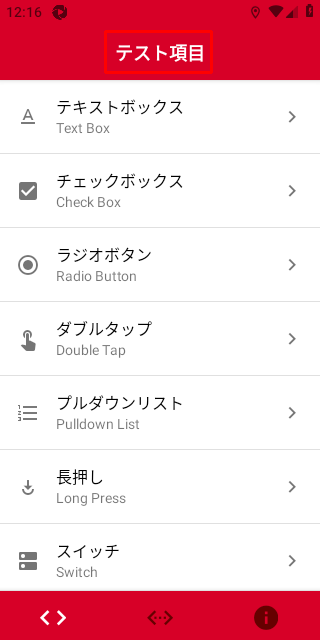 12:16
テスト項目
テキストボックス
Text Box
チェックボックス
Check Box
ラジオボタン
Radio Button
ダブルタップ
Double Tap
プルダウンリスト
Pulldown List
長押し
Long Press
スイッチ
Switch